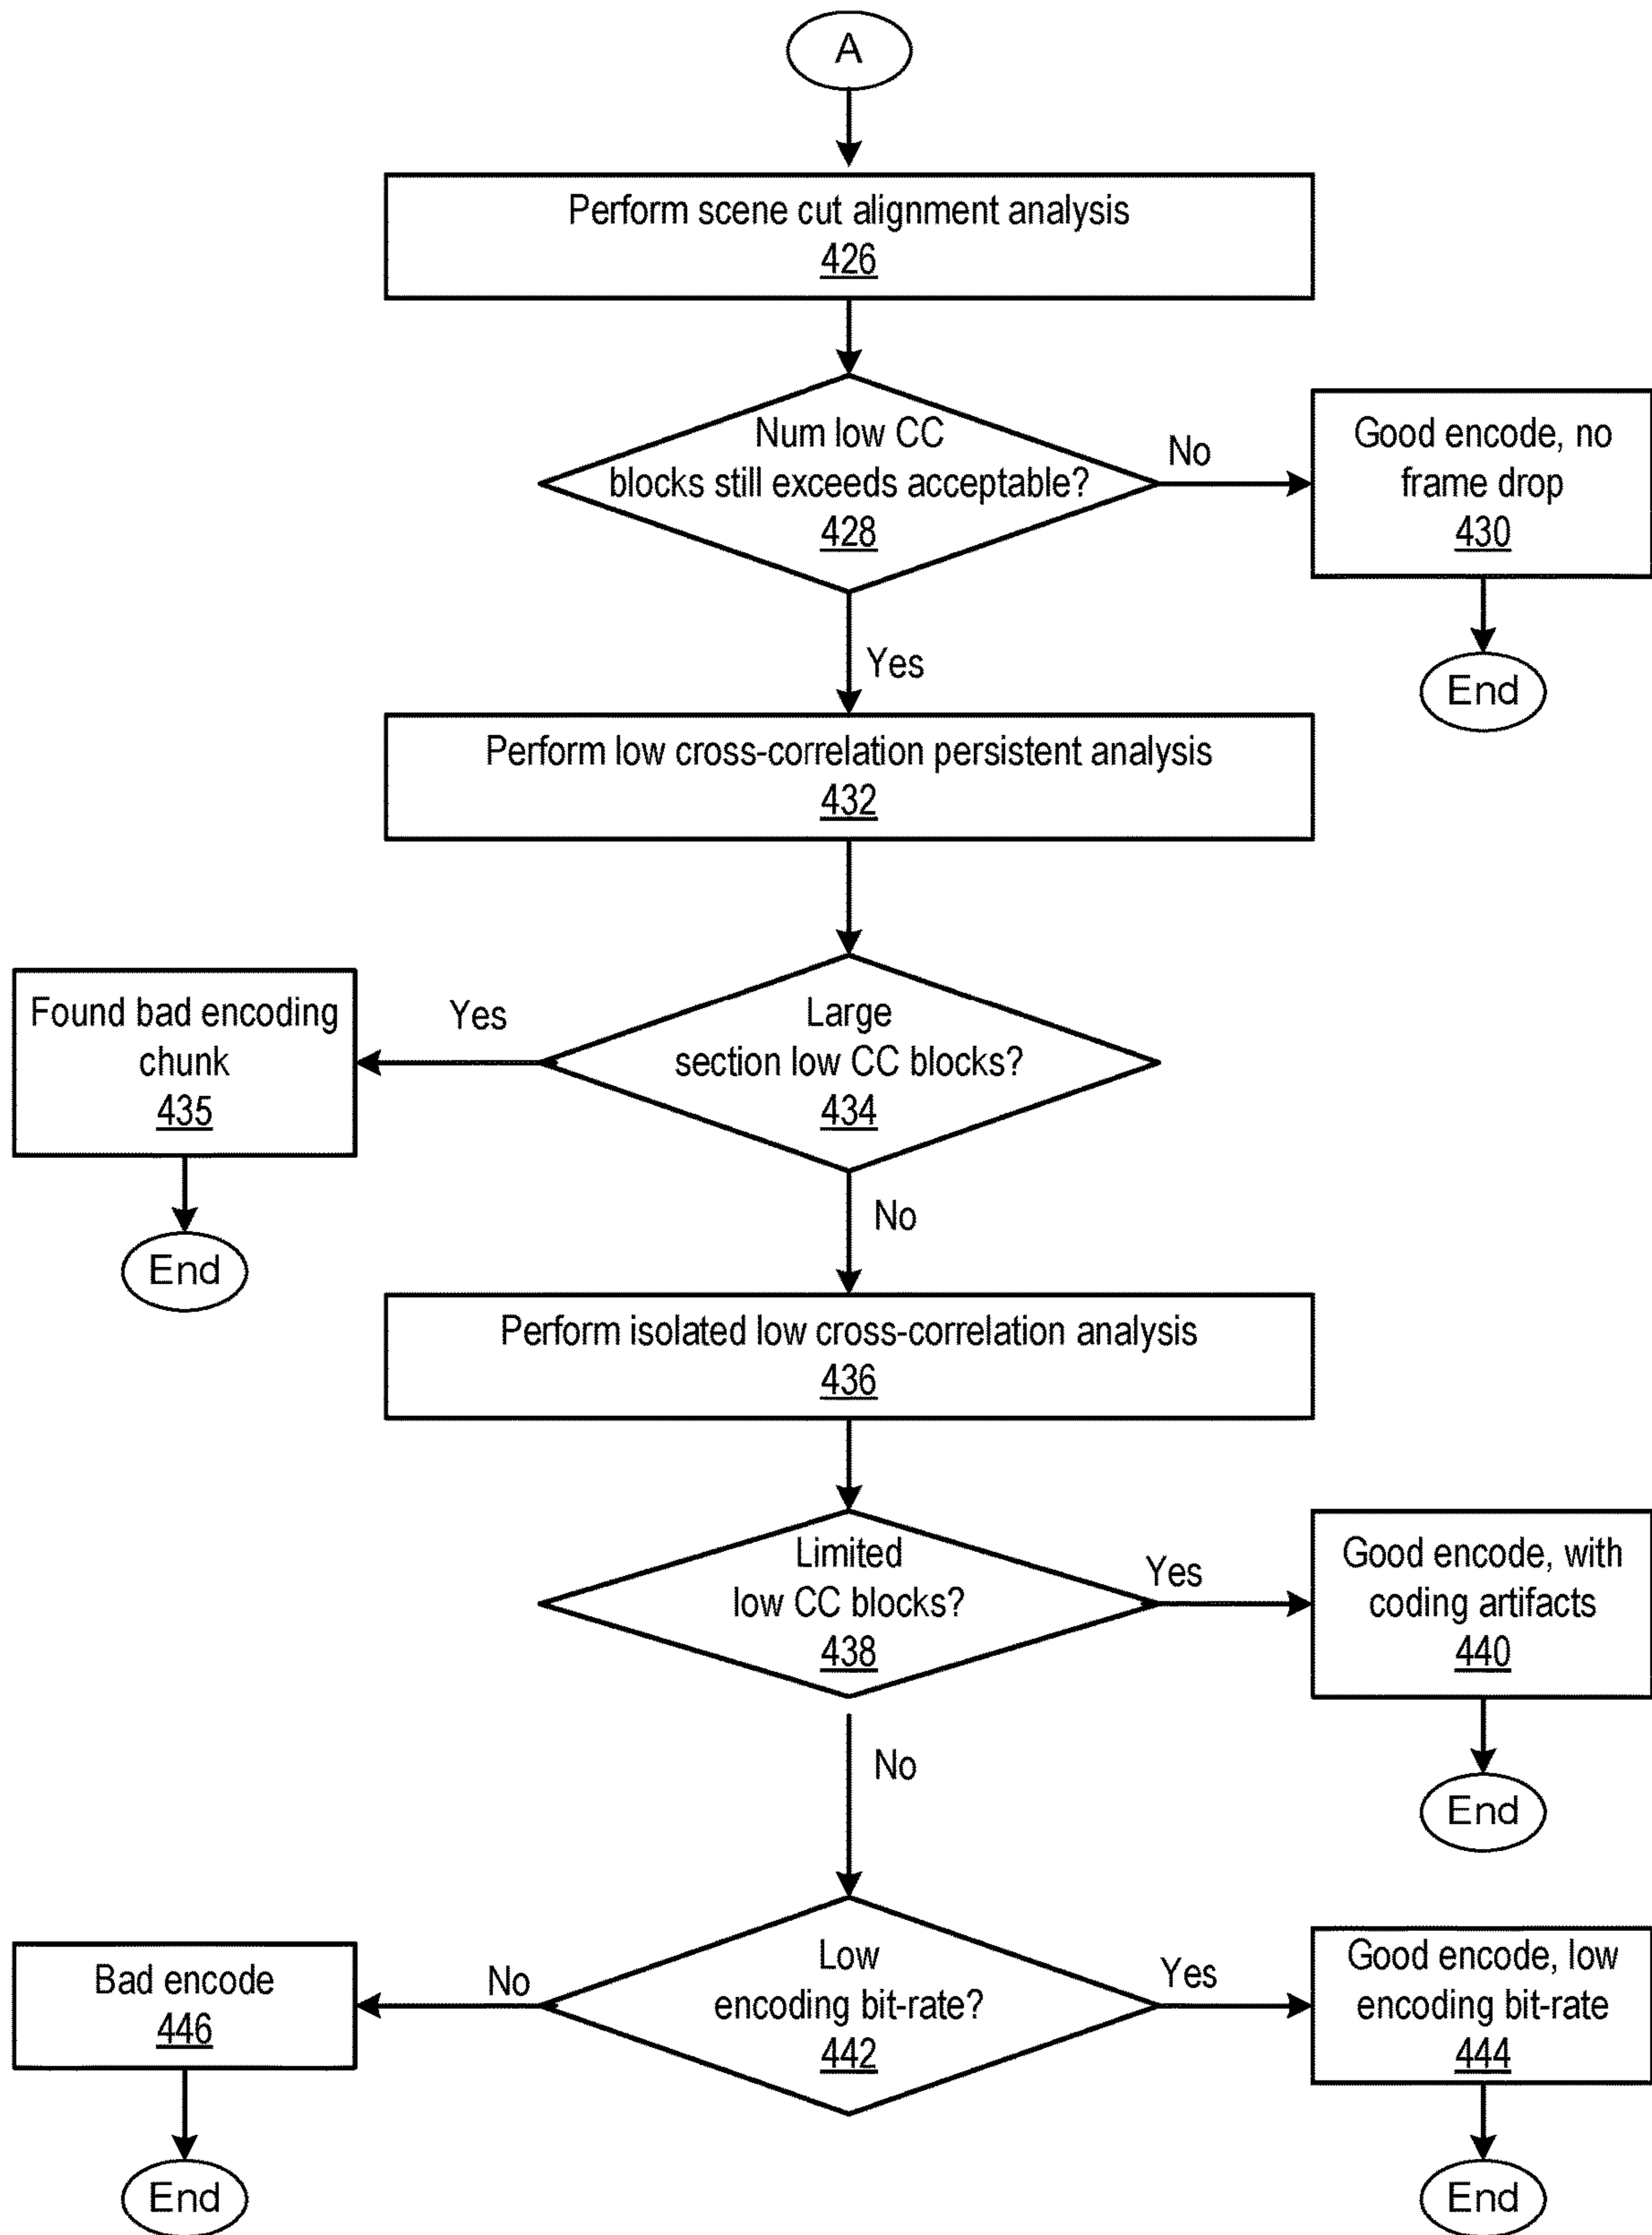 A
Perform scene cut alignment analysis
426
Num low CC
blocks still exceeds acceptable?
428
No
Good encode, no
frame drop
430
End
Yes
Perform low cross-correlation persistent analysis
432
Large
section low CC blocks?
434
Yes
Found bad encoding
chunk
435
End
No
Perform isolated low cross-correlation analysis
436
Limited
low CC blocks?
438
Yes
Good encode, with
coding artifacts
440
End
No
Low
encoding bit-rate?
442
No
Bad encode
446
End
Yes
Good encode, low
encoding bit-rate
444
End